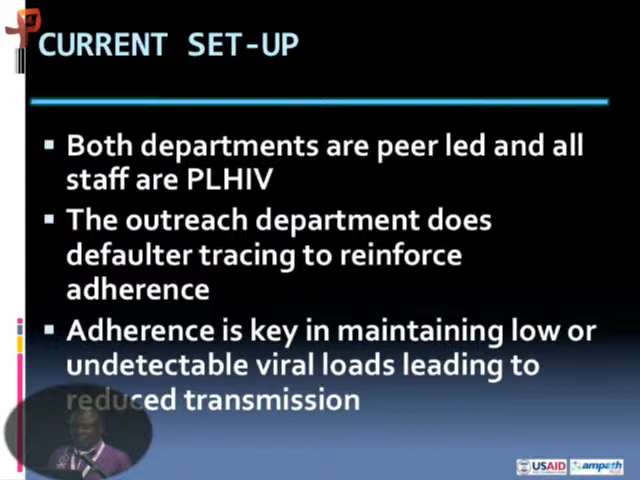 CURRENT SET-UP
Both departments are peer led and all
staff are PLHIV
The outreach department does
defaulter tracing to reinforce
adherence
Adherence is key in maintaining low or
undetectable viral loads leading to
reduced transmission
USAID
ampath